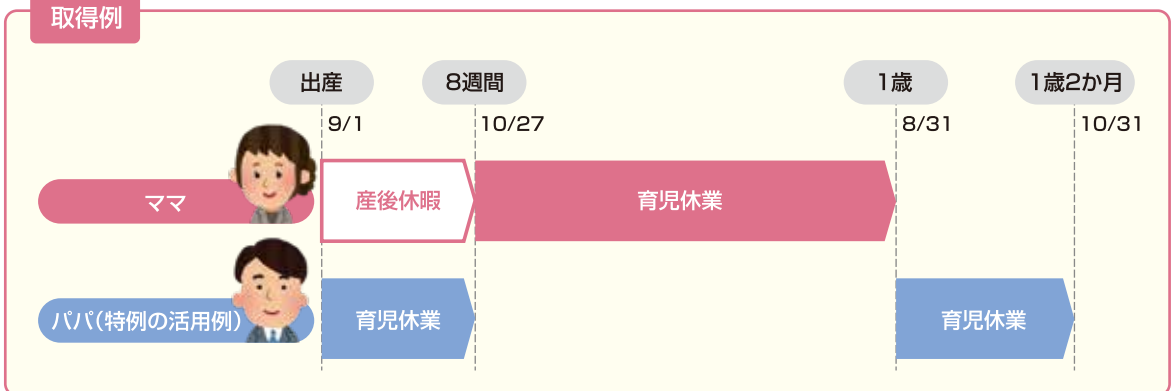 取得例
出産
8週間
1歳
1歳2か月
9/1
10/27
8/31
10/31
ママ
産後休暇
育児休業
パパ(特例の活用例)
育児休業
育児休業